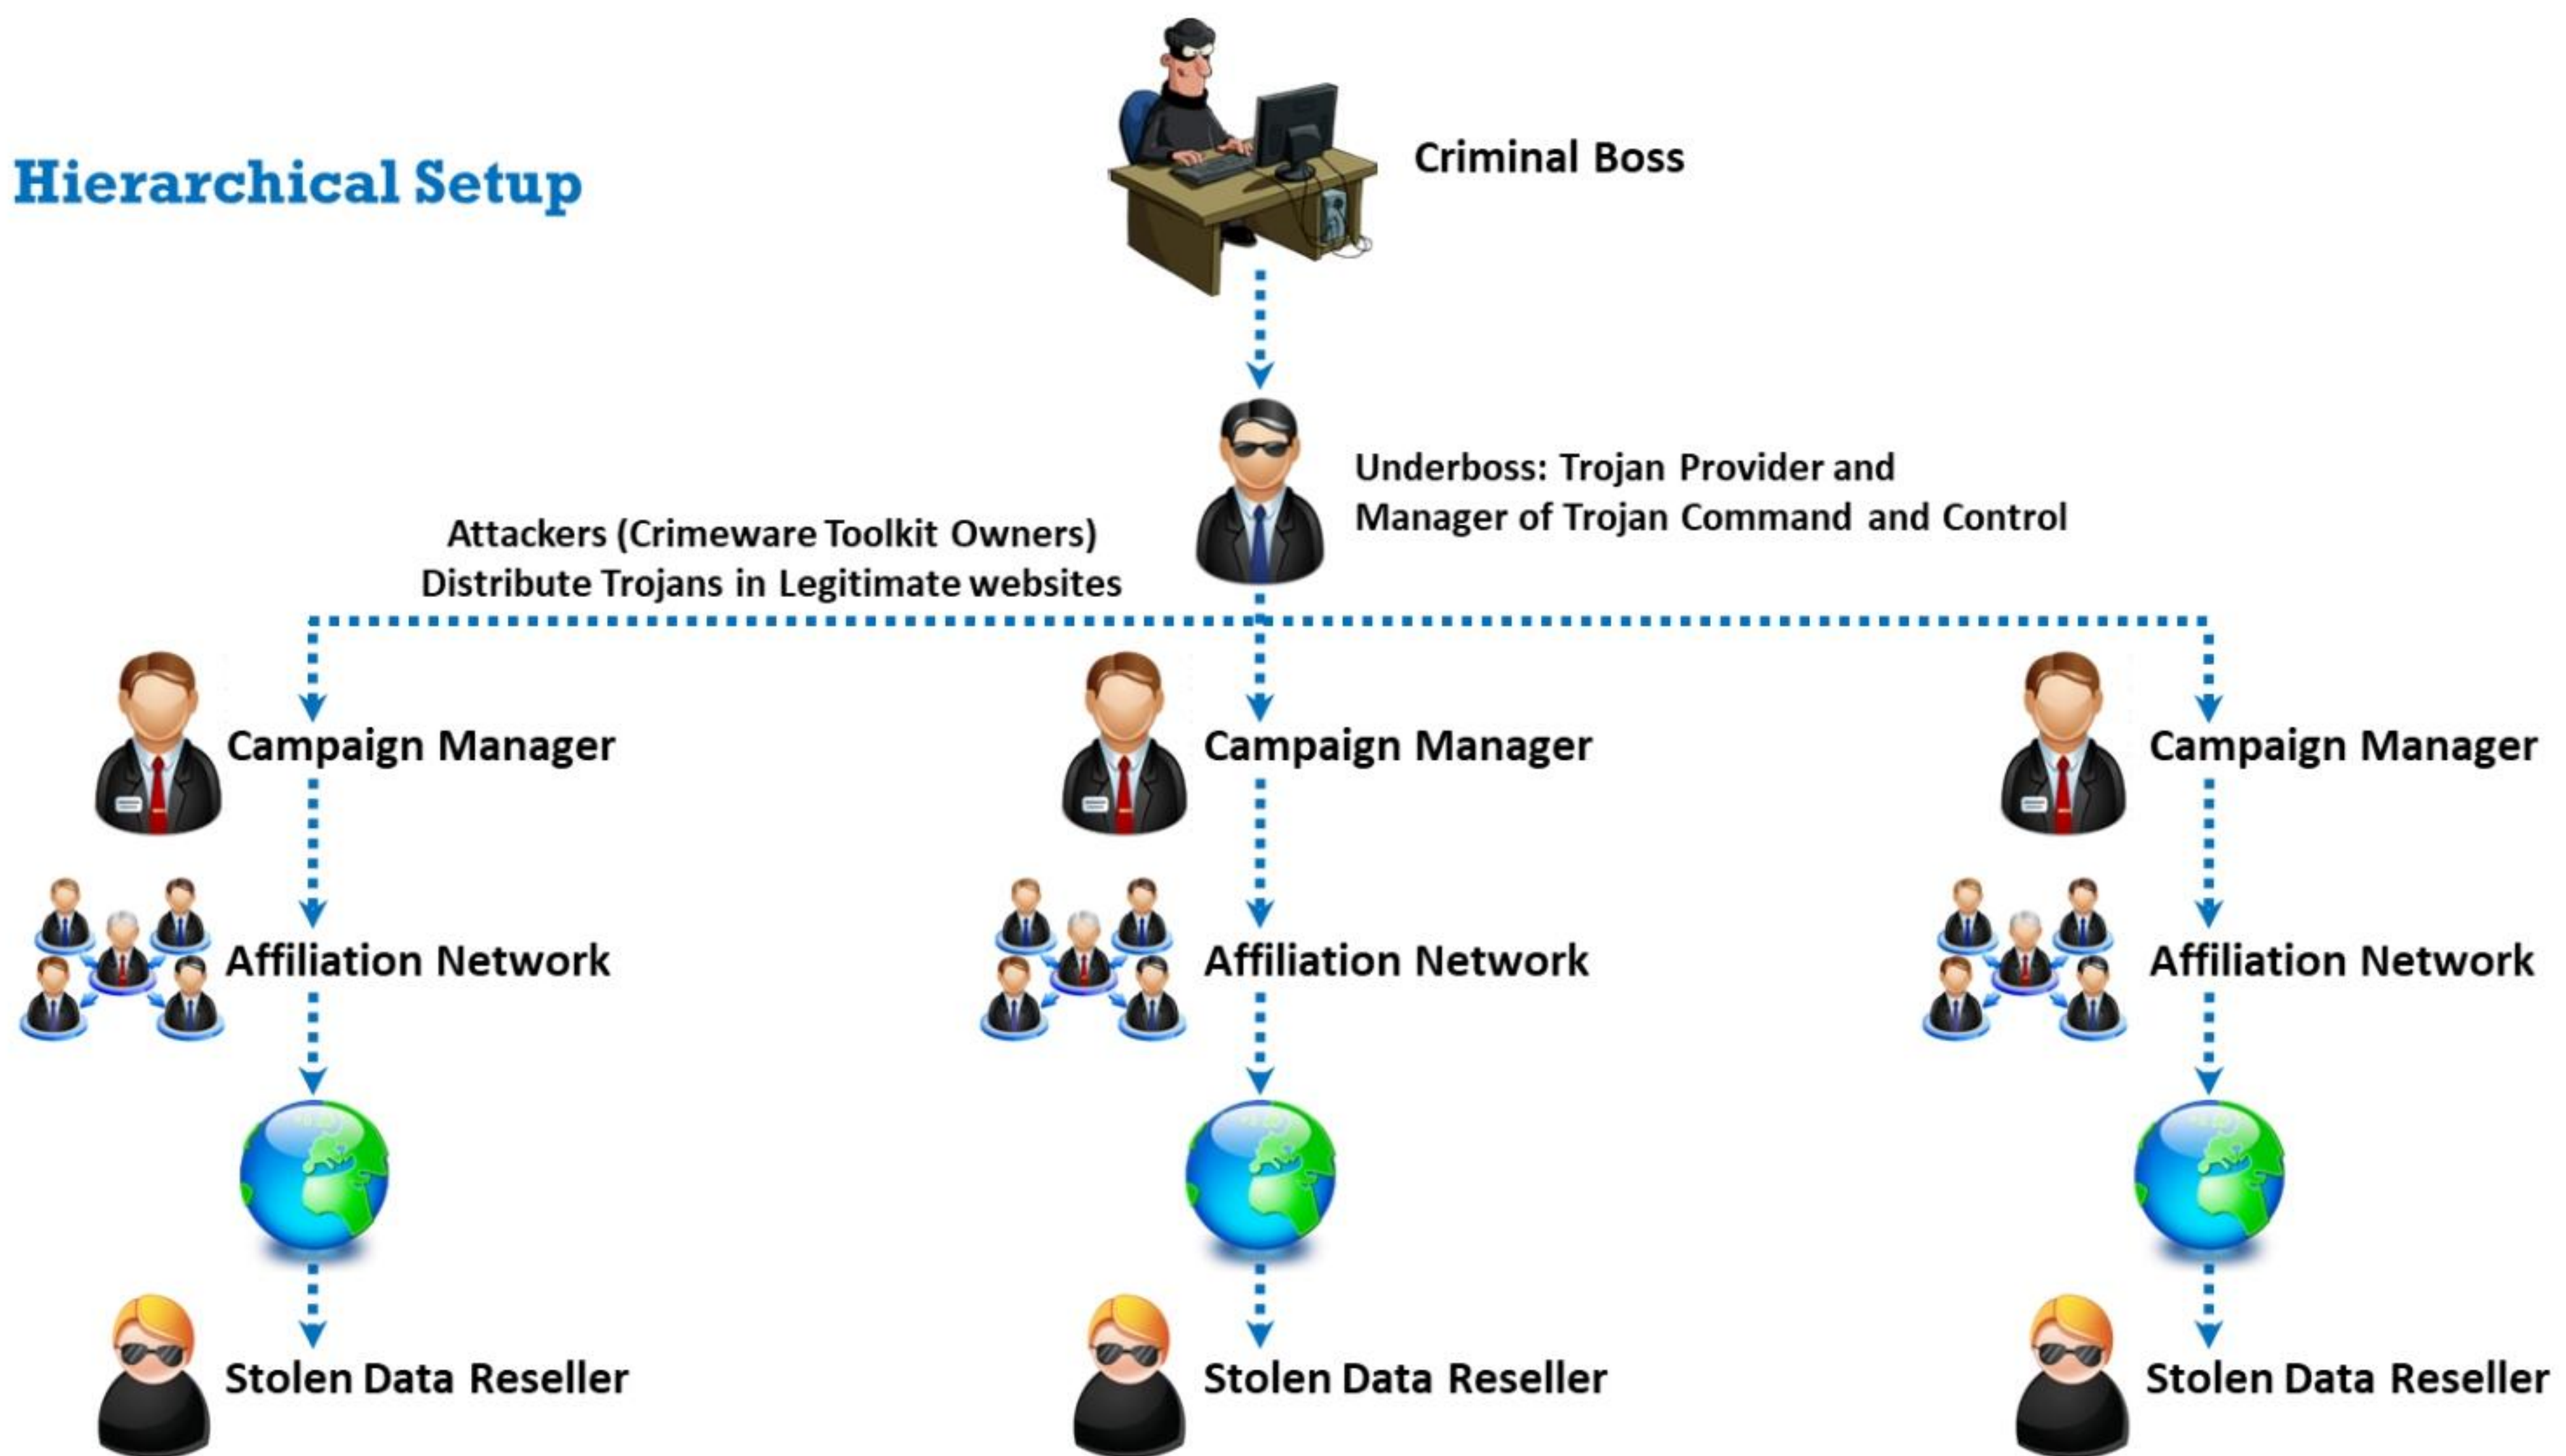 Criminal Boss
Hierarchical Setup
Underboss: Trojan Provider and
Manager of Trojan Command and Control
Attackers (Crimeware Toolkit Owners)
Distribute Trojans in Legitimate websites
Campaign Manager
Campaign Manager
Campaign Manager
Affiliation Network
Affiliation Network
Affiliation Network
Stolen Data Reseller
Stolen Data Reseller
Stolen Data Reseller